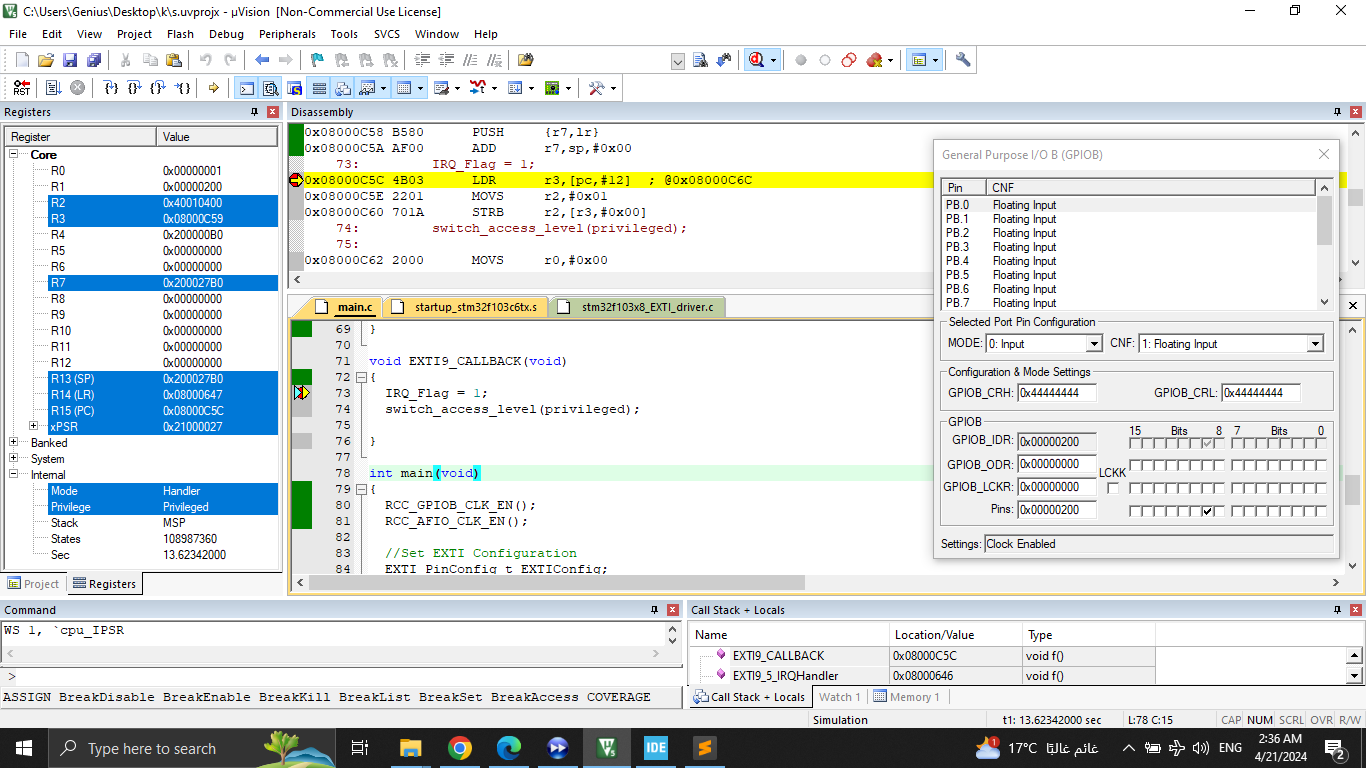 C:\Users\Genius\Desktop\k\s.uvprojx - µVision [Non-Commercial Use License]
File Edit View Project Flash Debug Peripherals Tools SVCS Window Help
RST
Registers
Register Value
Core
R0 0x00000001
R1 0x00000200
R2 0x40010400
R3 0x08000C59
R4 0x200000B0
R5 0x00000000
R6 0x00000000
R7 0x200027B0
R8 0x00000000
R9 0x00000000
R10 0x00000000
R11 0x00000000
R12 0x00000000
R13 (SP) 0x200027B0
R14 (LR) 0x08000647
R15 (PC) 0x08000C5C
xPSR 0x21000027
Banked
System
Internal
Mode Handler
Privilege Privileged
Stack MSP
States 108987360
Sec 13.62342000
Project Registers
Disassembly
0x08000C58 B580 PUSH {r7,lr}
0x08000C5A AF00 ADD r7,sp,#0x00
73: IRQ_Flag = 1;
0x08000C5C 4B03 LDR r3,[pc,#12] ; @0x08000C6C
0x08000C5E 2201 MOVS r2,#0x01
0x08000C60 701A STRB r2,[r3,#0x00]
74: switch_access_level(privileged);
75:
0x08000C62 2000 MOVS r0,#0x00
main.c startup_stm32f103c6tx.s stm32f103x8_EXTI_driver.c
69 }
70
71 void EXTI9_CALLBACK(void)
72 {
73 IRQ_Flag = 1;
74 switch_access_level(privileged);
75
76 }
77
78 int main(void)
79 {
80 RCC_GPIOB_CLK_EN();
81 RCC_AFIO_CLK_EN();
82
83 //Set EXTI Configuration
84 EXTI_PinConfig_t EXTIConfig;
General Purpose I/O B (GPIOB)
Pin CNF
PB.0 Floating Input
PB.1 Floating Input
PB.2 Floating Input
PB.3 Floating Input
PB.4 Floating Input
PB.5 Floating Input
PB.6 Floating Input
PB.7 Floating Input
Selected Port Pin Configuration
MODE: 0: Input CNF: 1: Floating Input
Configuration & Mode Settings
GPIOB_CRH: 0x44444444 GPIOB_CRL: 0x44444444
GPIOB
15 Bits 8 7 Bits 0
GPIOB_IDR: 0x00000200
GPIOB_ODR: 0x00000000
LCKK
GPIOB_LCKR: 0x00000000
Pins: 0x00000200
Settings: Clock Enabled
Command
WS 1, `cpu_IPSR
>
ASSIGN BreakDisable BreakEnable BreakKill BreakList BreakSet BreakAccess COVERAGE
Call Stack + Locals
Name Location/Value Type
EXTI9_CALLBACK 0x08000C5C void f()
EXTI9_5_IRQHandler 0x08000646 void f()
Call Stack + Locals Watch 1 Memory 1
Simulation t1: 13.62342000 sec L:78 C:15 CAP NUM SCRL OVR R/W
Type here to search
IDE
17°C غائم غالبًا
ENG
2:36 AM
4/21/2024
2